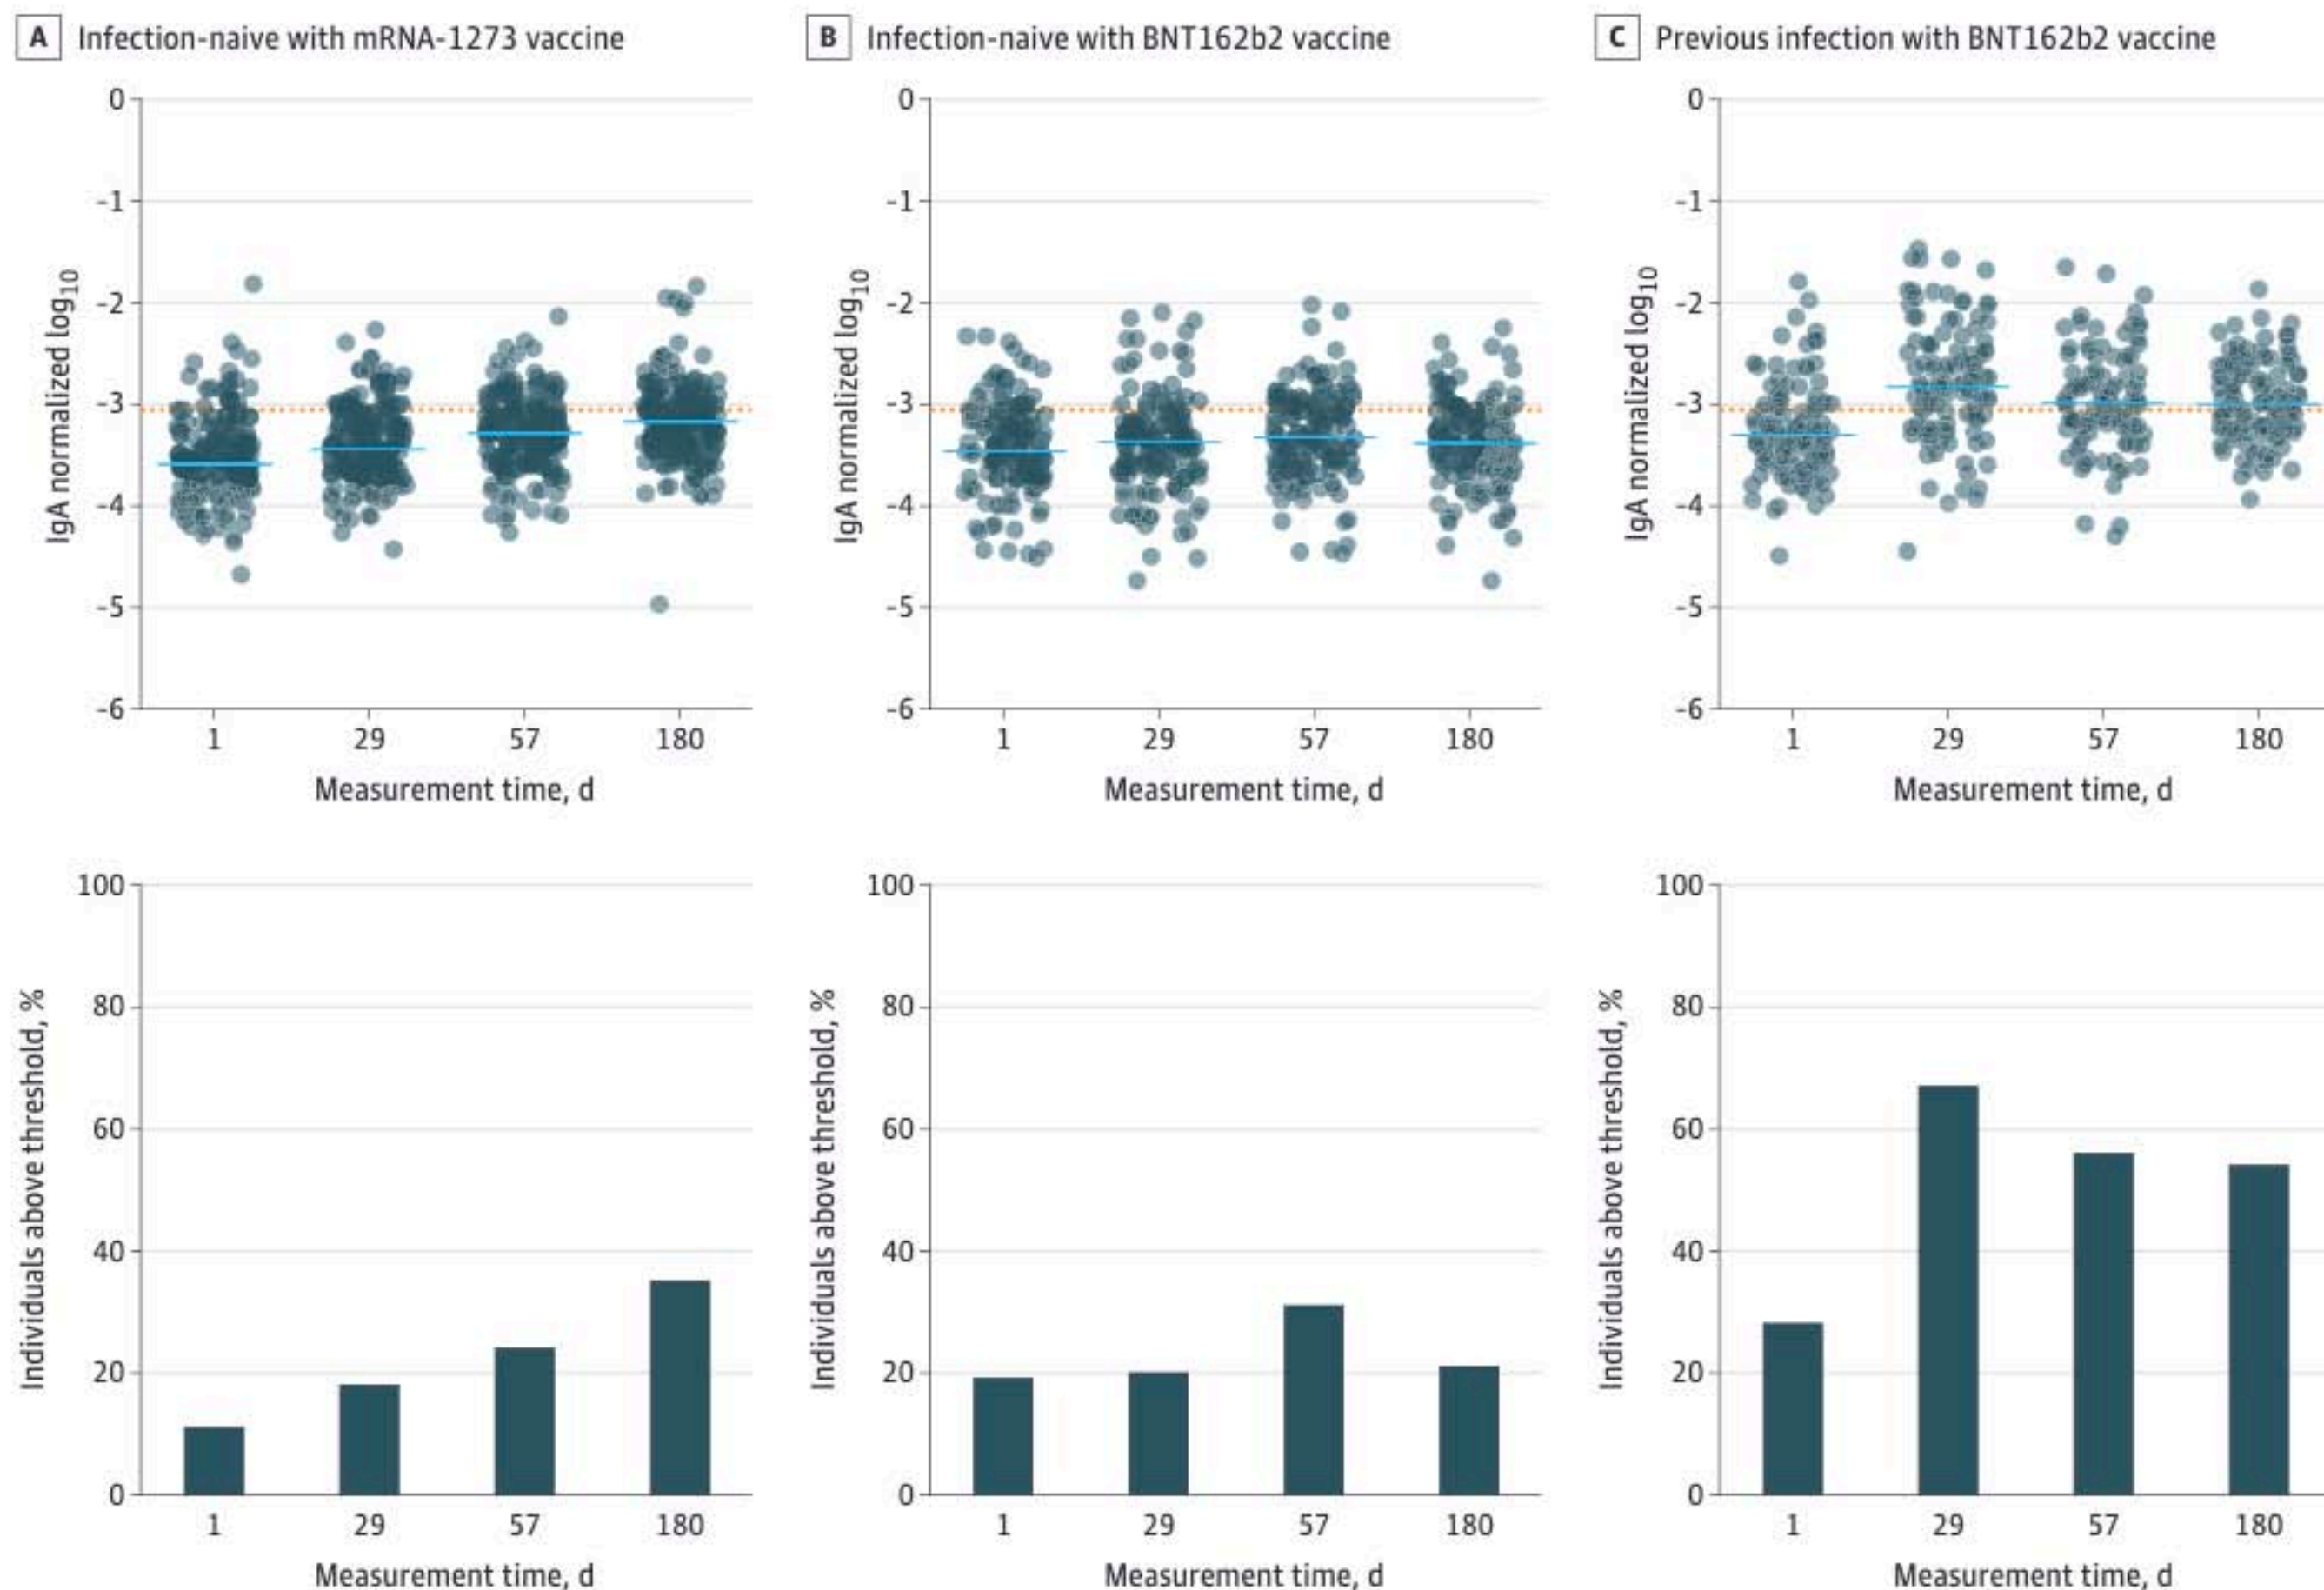 A Infection-naive with mRNA-1273 vaccine
0
-1
-2
-3
-4
-5
-6
IgA normalized log10
1 29 57 180
Measurement time, d
B Infection-naive with BNT162b2 vaccine
0
-1
-2
-3
-4
-5
-6
IgA normalized log10
1 29 57 180
Measurement time, d
C Previous infection with BNT162b2 vaccine
0
-1
-2
-3
-4
-5
-6
IgA normalized log10
1 29 57 180
Measurement time, d
100
80
60
40
20
0
Individuals above threshold, %
1 29 57 180
Measurement time, d
100
80
60
40
20
0
Individuals above threshold, %
1 29 57 180
Measurement time, d
100
80
60
40
20
0
Individuals above threshold, %
1 29 57 180
Measurement time, d